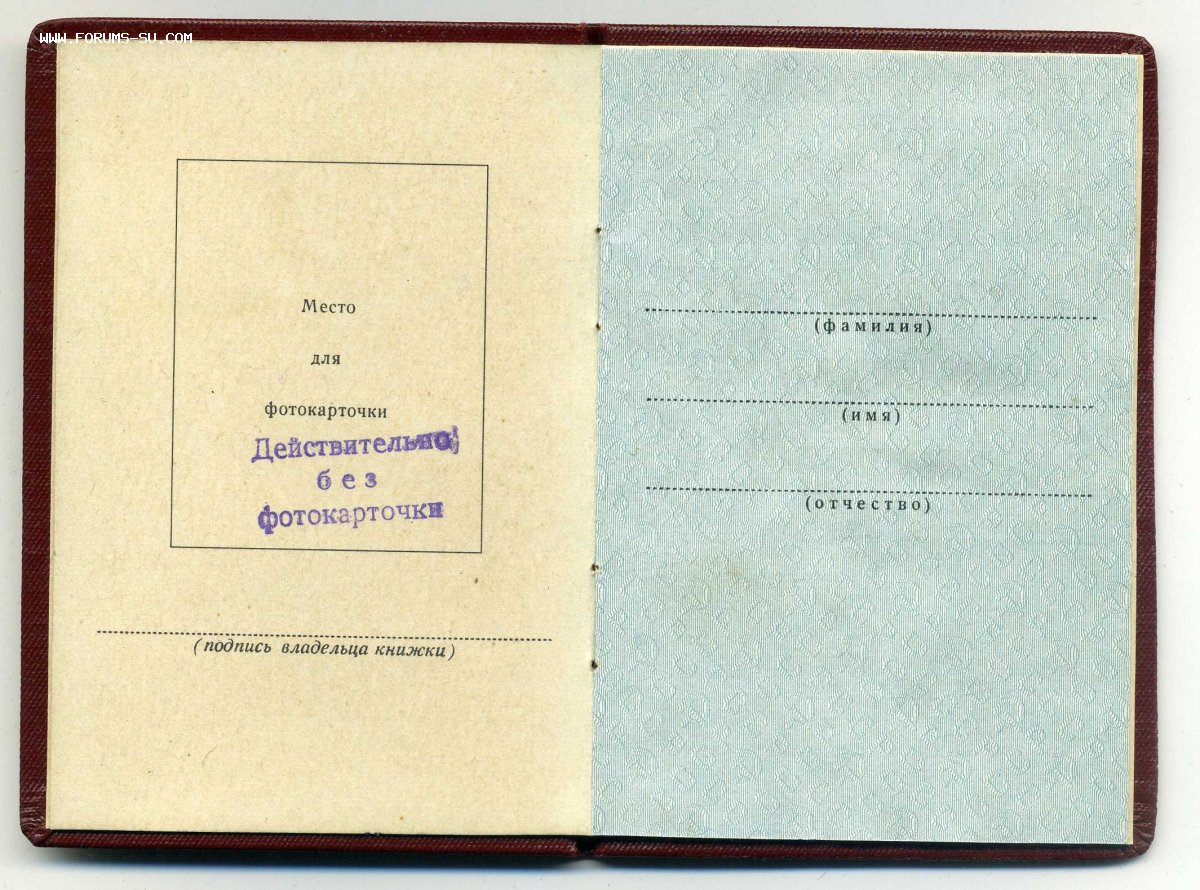 WWW.FORUMS-SU.COM
Место
для
фотокарточки
Действительно
без
фотокарточки
(подпись владельца книжки)
(фамилия)
(имя)
(отчество)